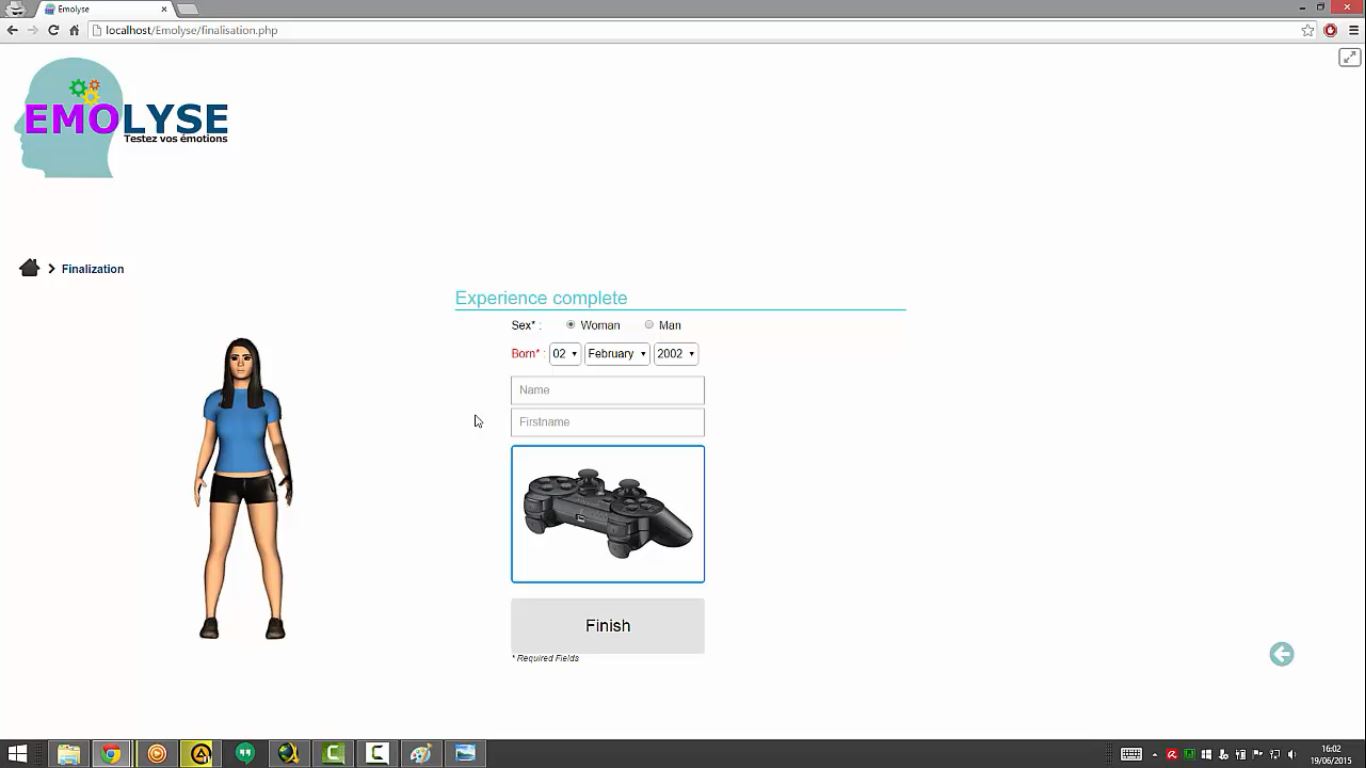 Emolyse
localhost/Emolyse/finalisation.php
EMOLYSE
Testez vos émotions
Finalization
Experience complete
Sex* : Woman Man
Born* : 02 February 2002
Name
Firstname
Finish
* Required Fields
16:02
19/06/2015